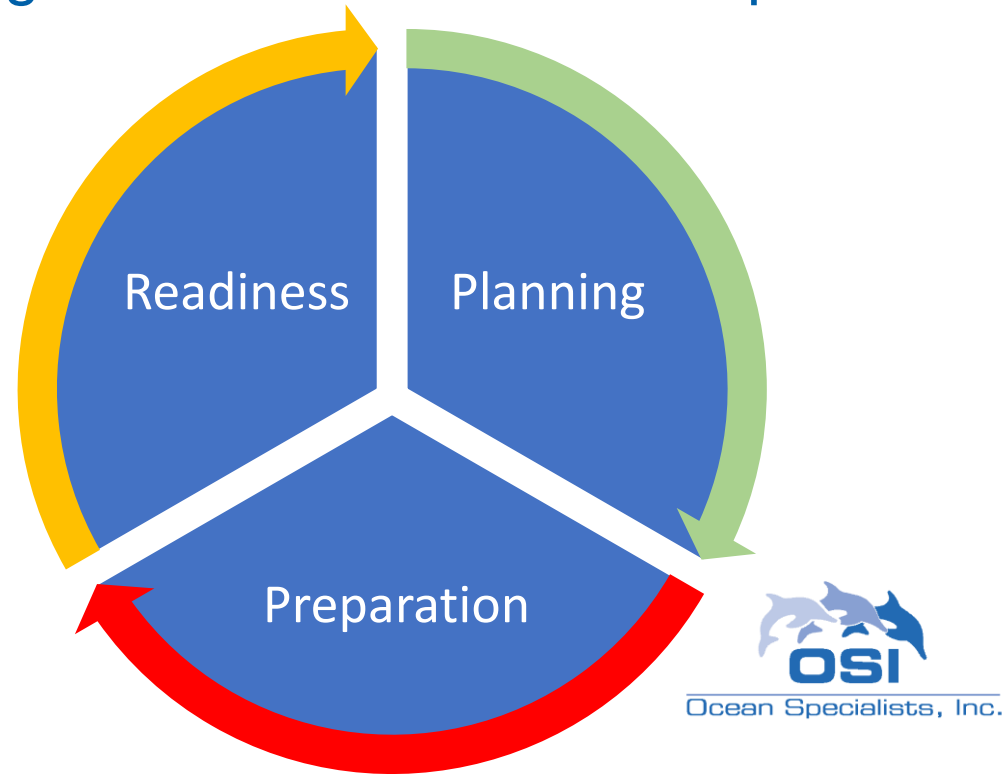 Readiness
Planning
Preparation
OSI
Ocean Specialists, Inc.